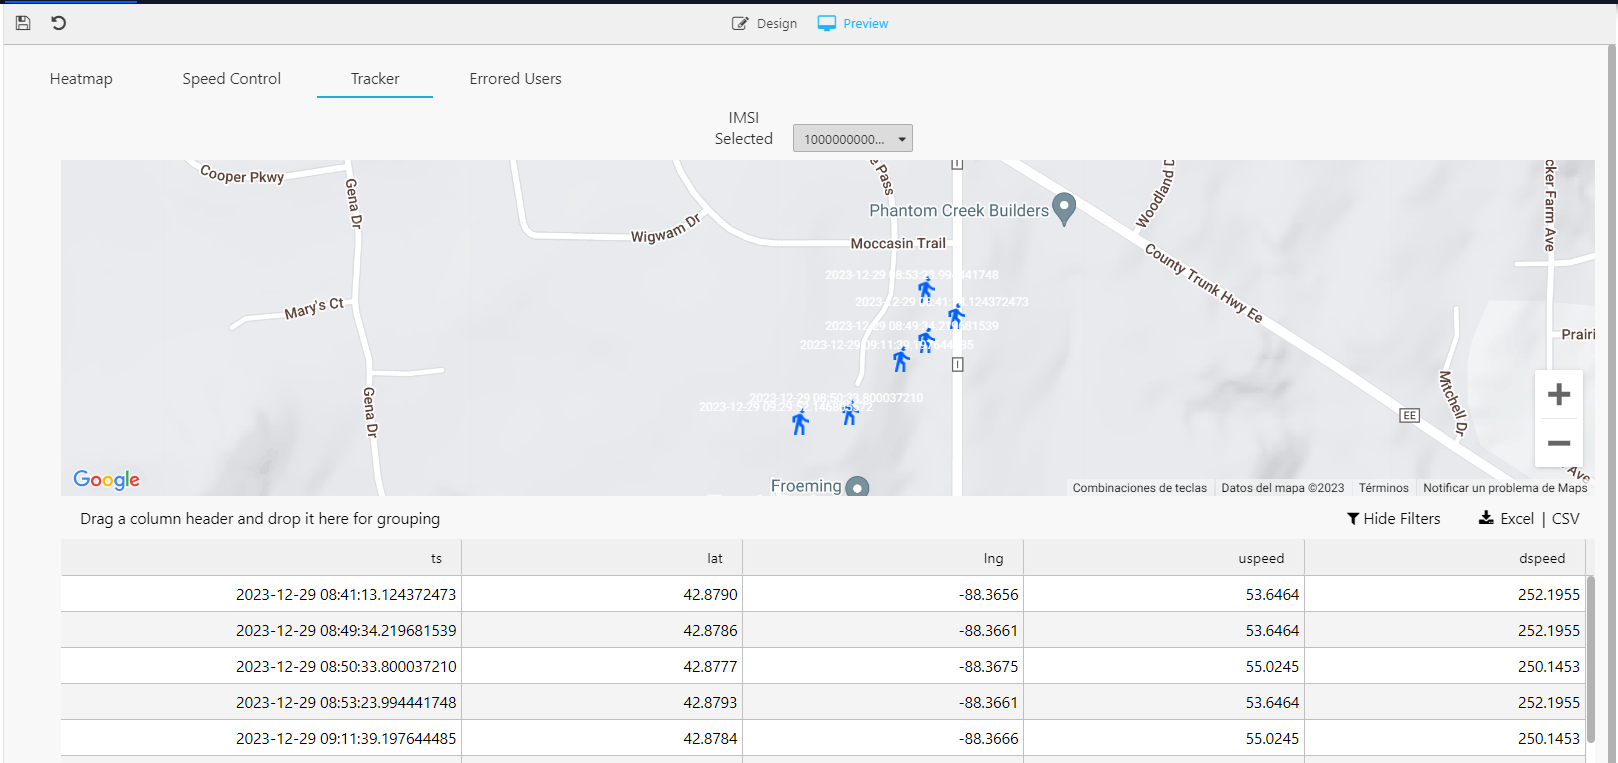 Design Preview
Heatmap Speed Control Tracker Errored Users
IMSI
Selected 1000000000...
Cooper Pkwy
Gena Dr
Wigwam Dr
Pass
Phantom Creek Builders
Woodland
Moccasin Trail
cker Farm Ave
County Trunk Hwy Ee
2023-12-29 08:53:23.994441748
Mary's Ct
2023-12-29 08:41:13.124372473
2023-12-29 08:49:34.219681539
2023-12-29 09:11:39.197644485
I
Prairi
Gena Dr
Mitchell Dr
2023-12-29 08:50:33.800037210
2023-12-29 09:29:
EE
+
−
Google
Froeming
Ave
Combinaciones de teclas Datos del mapa ©2023 Términos Notificar un problema de Maps
Drag a column header and drop it here for grouping Hide Filters Excel | CSV
ts lat lng uspeed dspeed
2023-12-29 08:41:13.124372473 42.8790 -88.3656 53.6464 252.1955
2023-12-29 08:49:34.219681539 42.8786 -88.3661 53.6464 252.1955
2023-12-29 08:50:33.800037210 42.8777 -88.3675 55.0245 250.1453
2023-12-29 08:53:23.994441748 42.8793 -88.3661 53.6464 252.1955
2023-12-29 09:11:39.197644485 42.8784 -88.3666 55.0245 250.1453